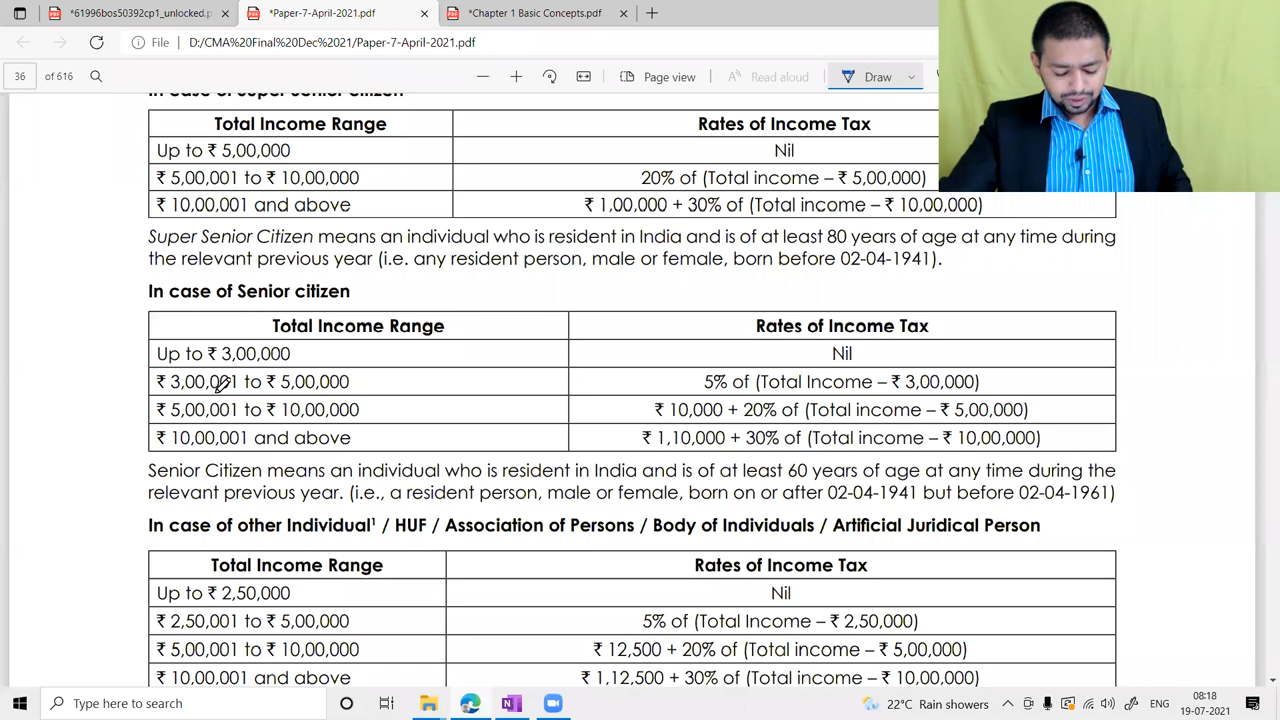 *61996bos50392cp1_unlocked.p
*Paper-7-April-2021.pdf
*Chapter 1 Basic Concepts.pdf
File
D:/CMA%20Final%20Dec%2021/Paper-7-April-2021.pdf
36
of 616
Page view
Read aloud
Draw
In case of Super Senior Citizen
Total Income Range Rates of Income Tax
Up to ₹ 5,00,000 Nil
₹ 5,00,001 to ₹ 10,00,000 20% of (Total income – ₹ 5,00,000)
₹ 10,00,001 and above ₹ 1,00,000 + 30% of (Total income – ₹ 10,00,000)
Super Senior Citizen means an individual who is resident in India and is of at least 80 years of age at any time during
the relevant previous year (i.e. any resident person, male or female, born before 02-04-1941).
In case of Senior citizen
Total Income Range Rates of Income Tax
Up to ₹ 3,00,000 Nil
₹ 3,00,001 to ₹ 5,00,000 5% of (Total Income – ₹ 3,00,000)
₹ 5,00,001 to ₹ 10,00,000 ₹ 10,000 + 20% of (Total income – ₹ 5,00,000)
₹ 10,00,001 and above ₹ 1,10,000 + 30% of (Total income – ₹ 10,00,000)
Senior Citizen means an individual who is resident in India and is of at least 60 years of age at any time during the
relevant previous year. (i.e., a resident person, male or female, born on or after 02-04-1941 but before 02-04-1961)
In case of other Individual¹ / HUF / Association of Persons / Body of Individuals / Artificial Juridical Person
Total Income Range Rates of Income Tax
Up to ₹ 2,50,000 Nil
₹ 2,50,001 to ₹ 5,00,000 5% of (Total Income – ₹ 2,50,000)
₹ 5,00,001 to ₹ 10,00,000 ₹ 12,500 + 20% of (Total income – ₹ 5,00,000)
₹ 10,00,001 and above ₹ 1,12,500 + 30% of (Total income – ₹ 10,00,000)
Type here to search
22°C Rain showers
ENG
08:18
19-07-2021